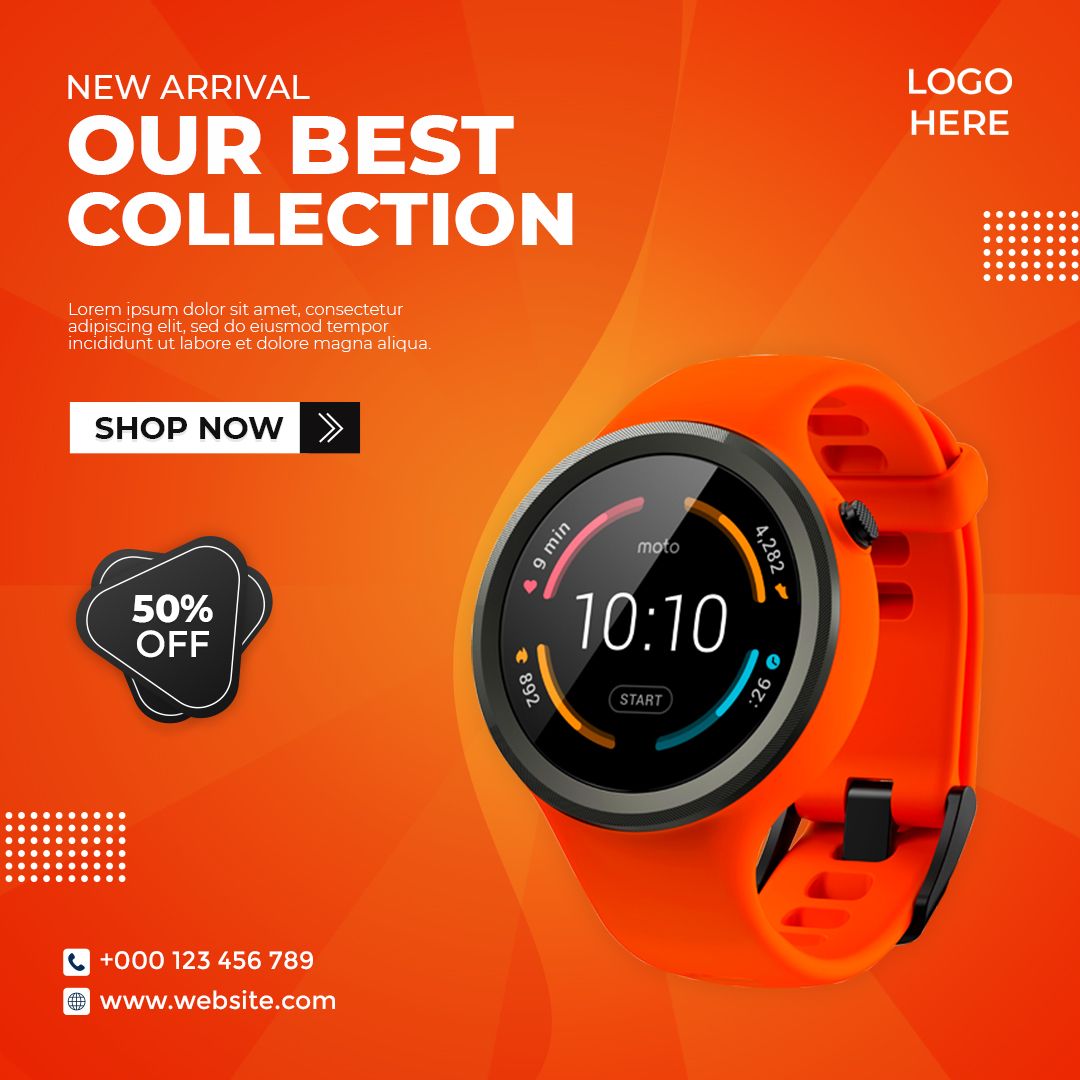 NEW ARRIVAL
OUR BEST
COLLECTION
LOGO
HERE
Lorem ipsum dolor sit amet, consectetur
adipiscing elit, sed do eiusmod tempor
incididunt ut labore et dolore magna aliqua.
SHOP NOW
50%
OFF
moto
9 min
4,282
10:10
892
:26
START
+000 123 456 789
www.website.com